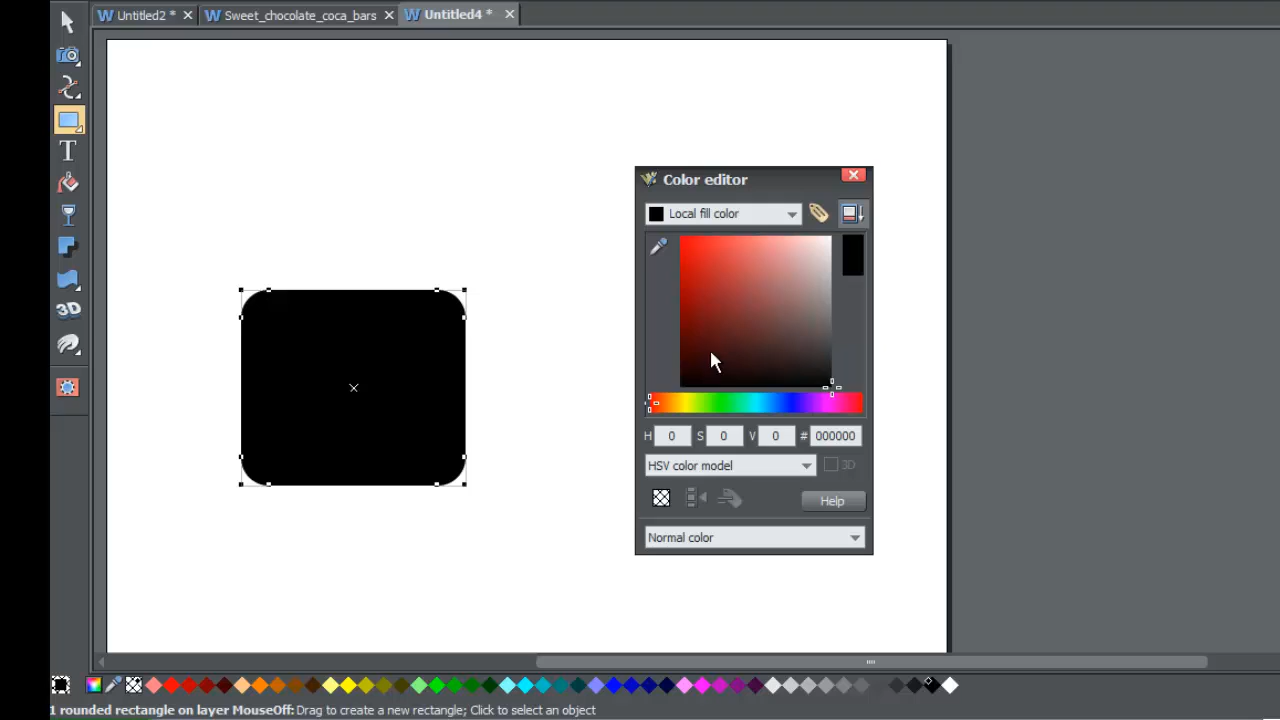 Untitled2 * Sweet_chocolate_coca_bars Untitled4 *
T
3D
Color editor
Local fill color
H 0 S 0 V 0 # 000000
HSV color model 3D
Help
Normal color
1 rounded rectangle on layer MouseOff: Drag to create a new rectangle; Click to select an object